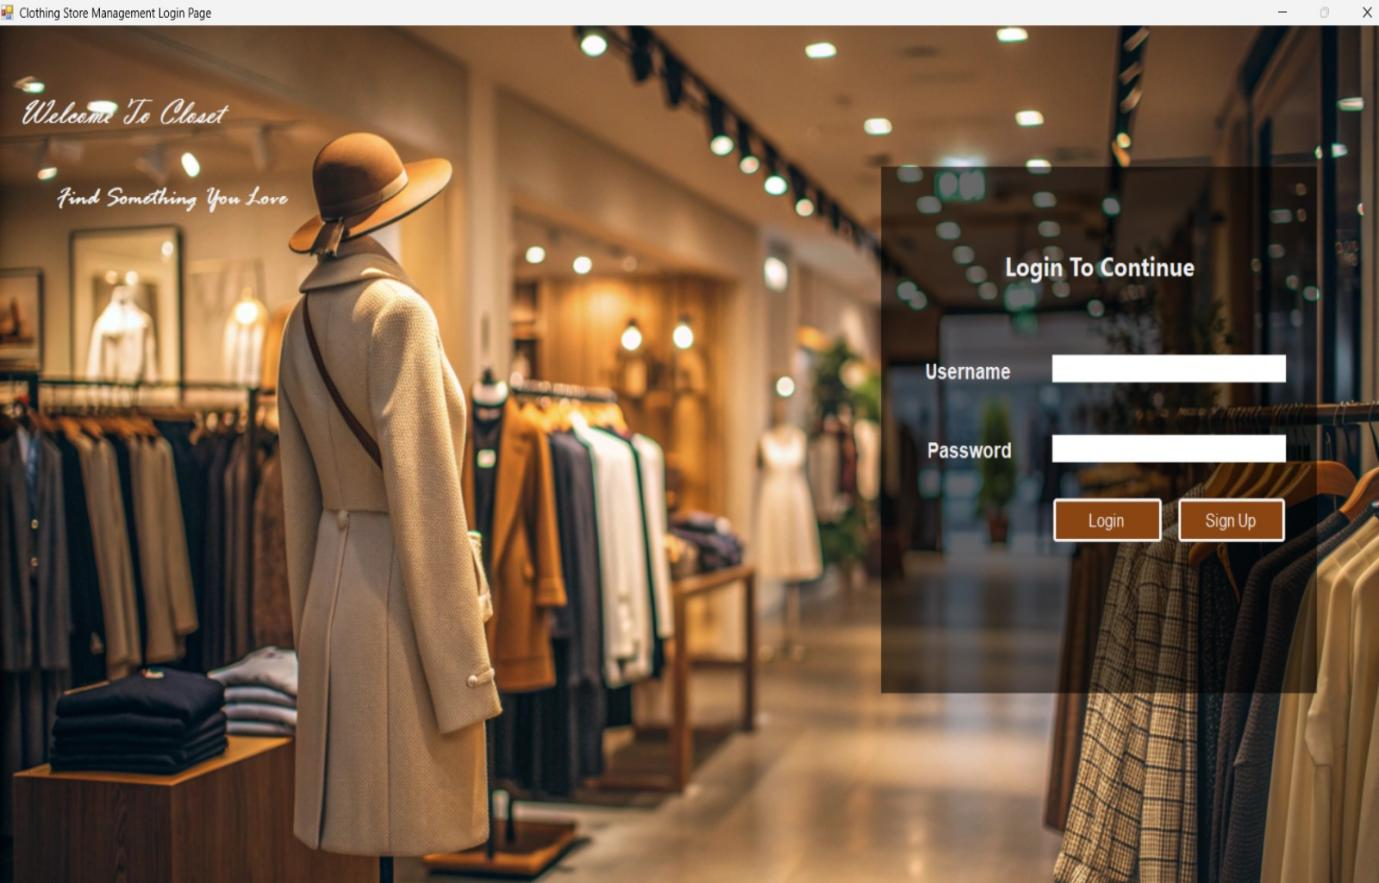 Clothing Store Management Login Page
Welcome To Closet
Find Something You Love
Login To Continue
Username
Password
Login
Sign Up